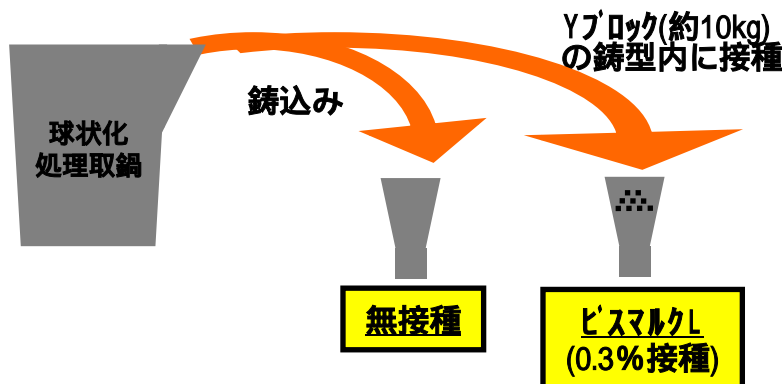 Yﾌﾞﾛｯｸ(約10kg)
の鋳型内に接種
鋳込み
球状化
処理取鍋
無接種
ﾋﾞｽﾏﾙｸL
(0.3%接種)